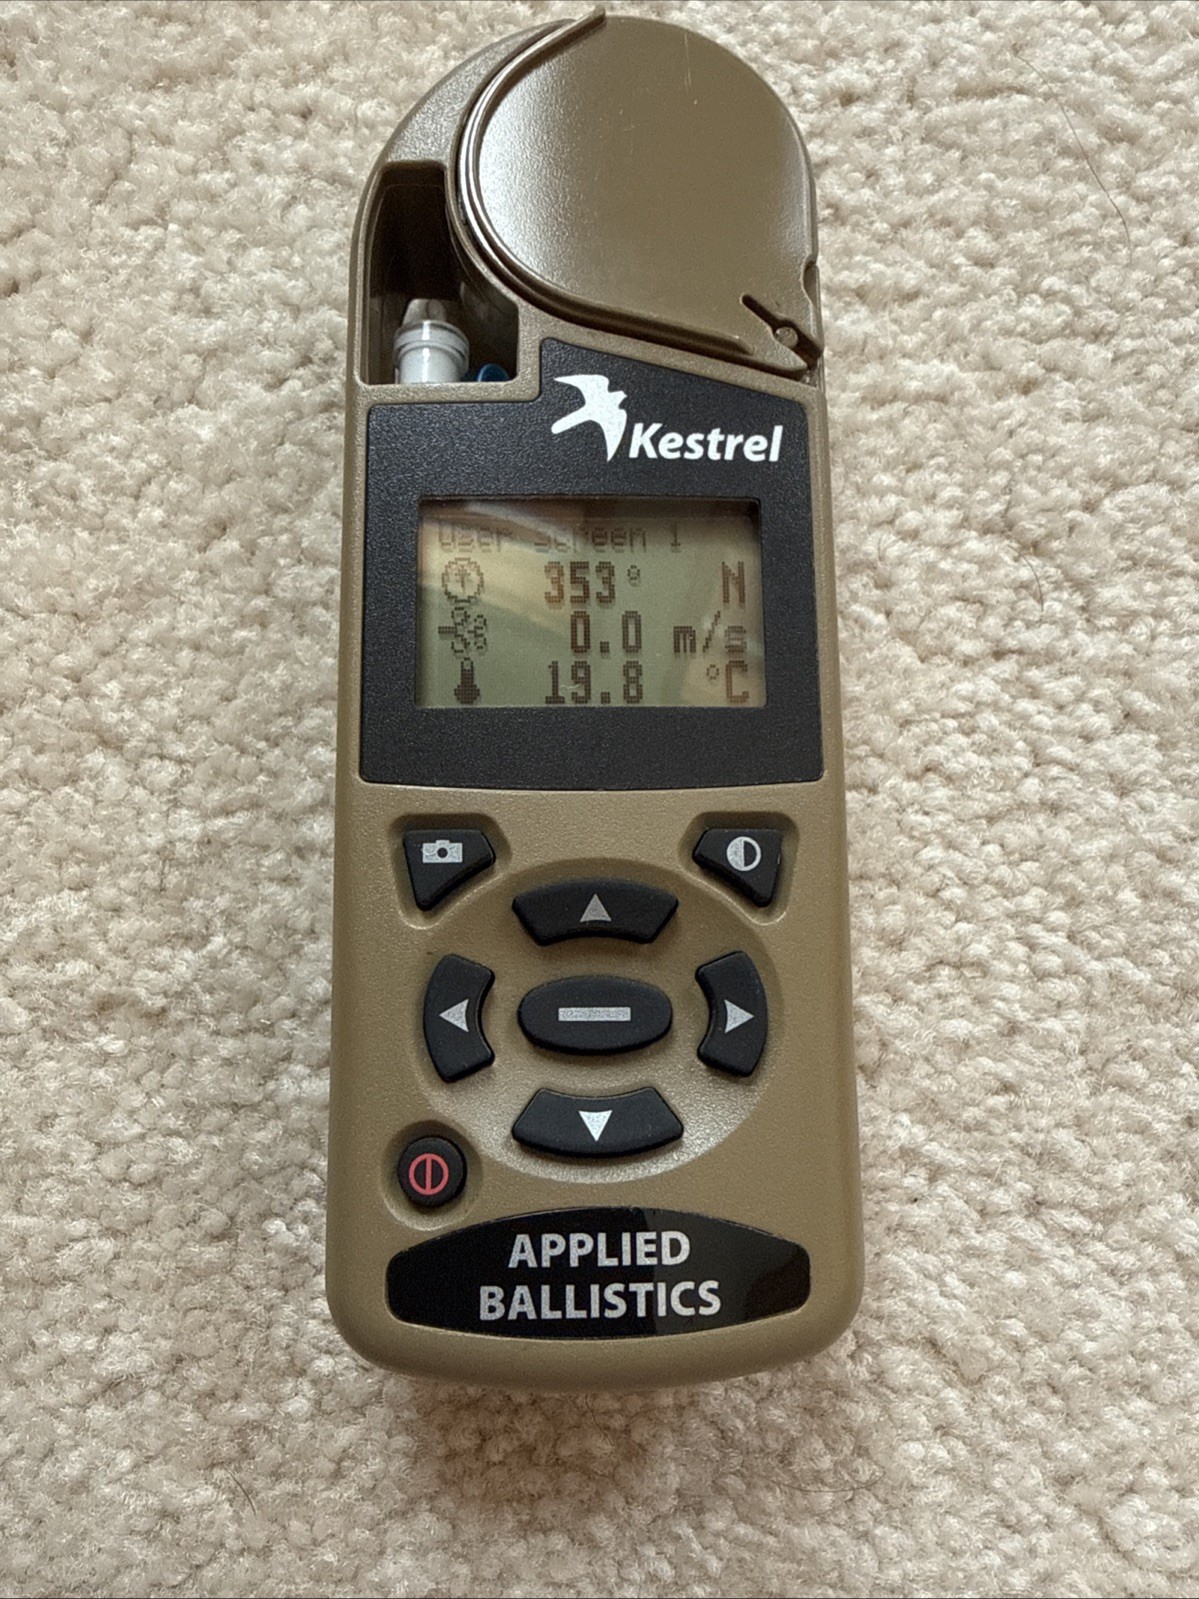 Kestrel
User Screen 1
353° N
0.0 m/s
19.8 °C
APPLIED
BALLISTICS